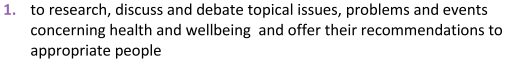 1. to research, discuss and debate topical issues, problems and events
concerning health and wellbeing  and offer their recommendations to
appropriate people